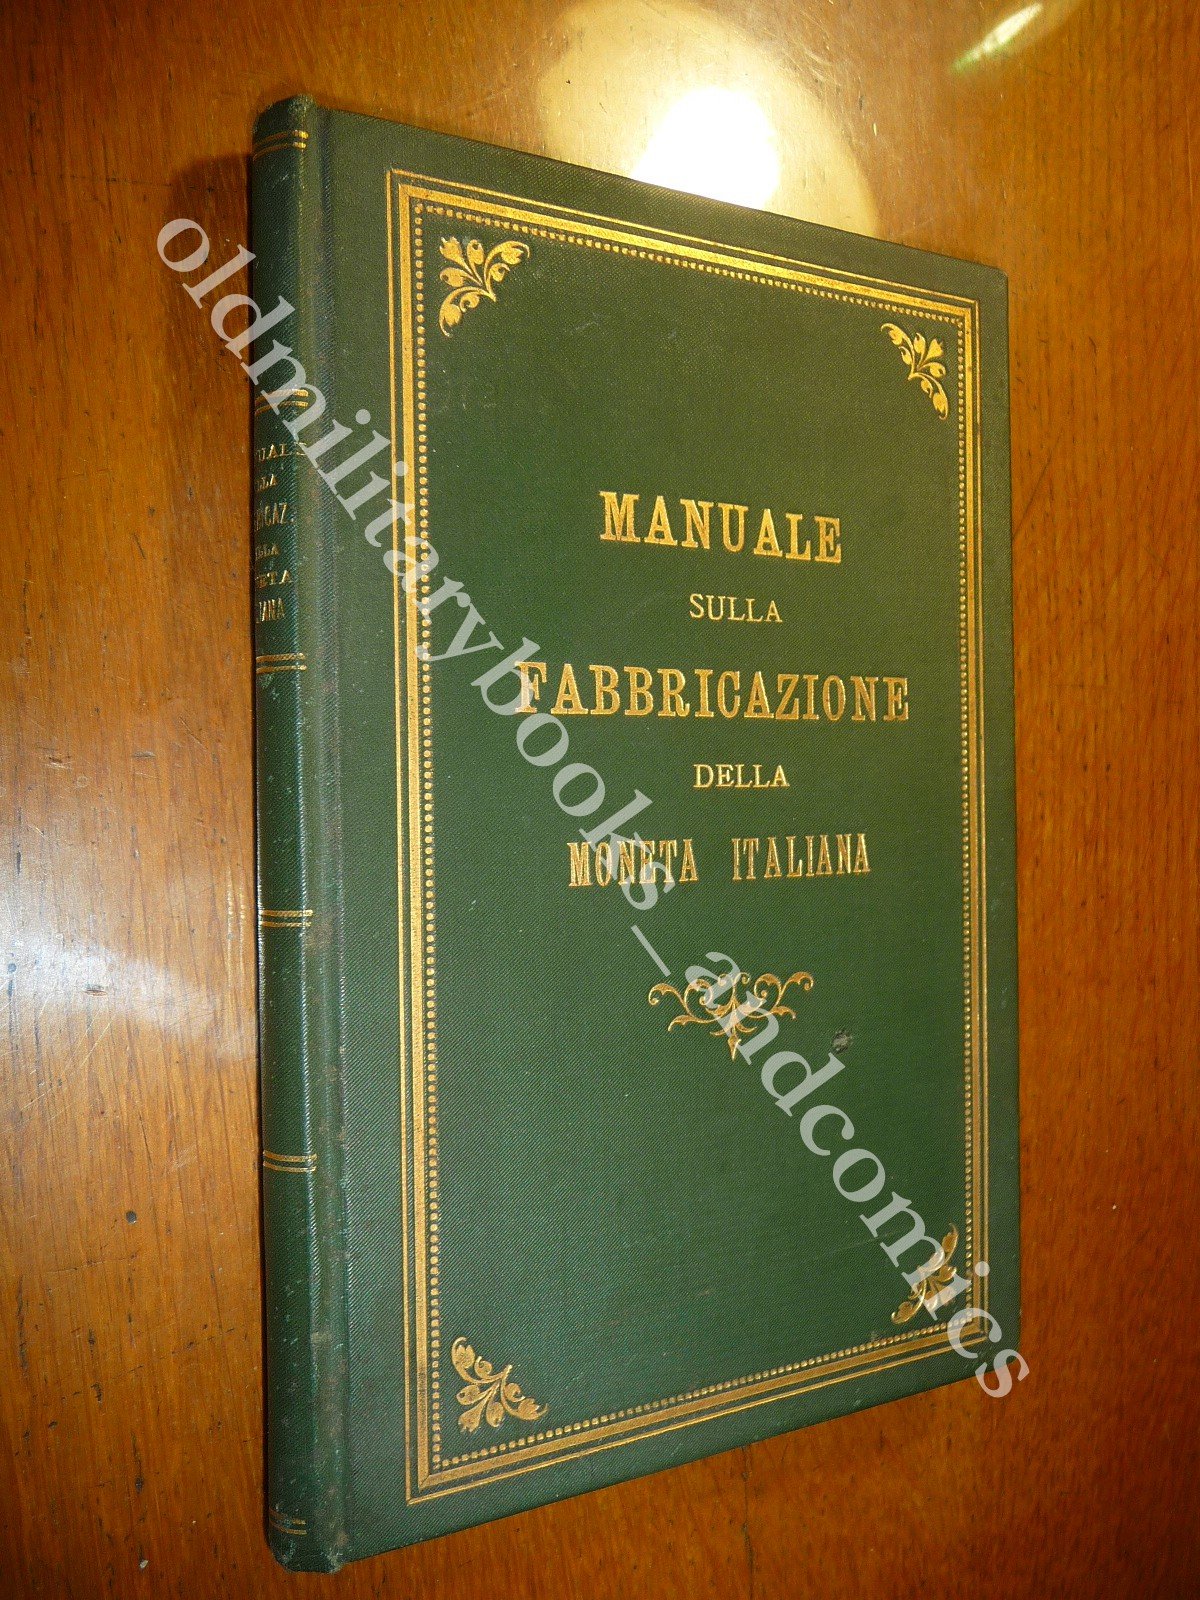 MANUALE
SULLA
FABBRICAZIONE
DELLA
MONETA ITALIANA
oldmilitarybooks_andcomics